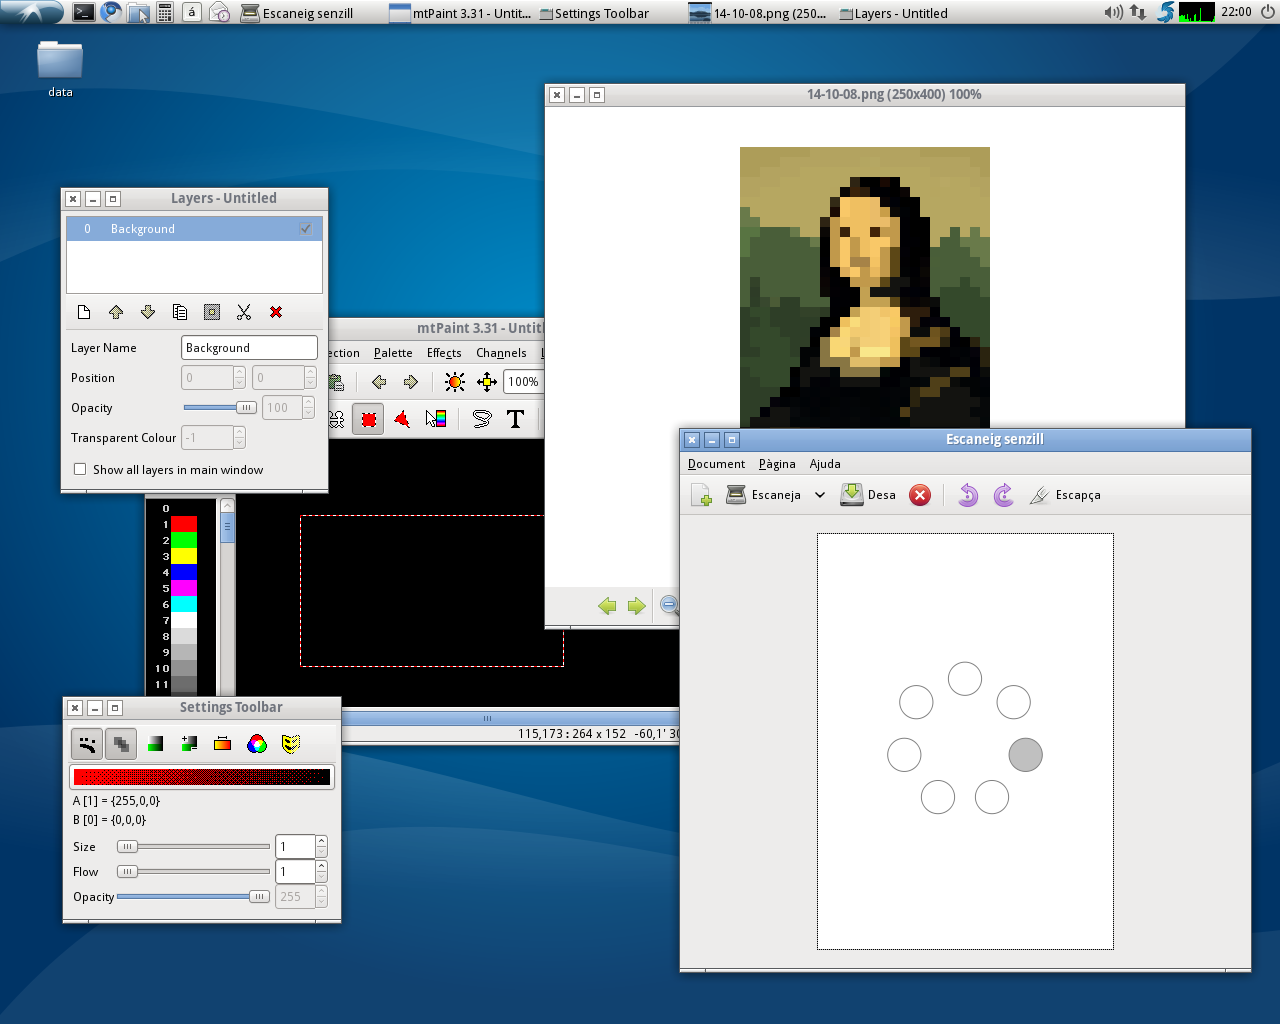 Escaneig senzill
mtPaint 3.31 - Untit...
Settings Toolbar
14-10-08.png (250...
Layers - Untitled
22:00
á
data
14-10-08.png (250x400) 100%
Layers - Untitled
0 Background
Layer Name Background
Position 0 0
Opacity 100
Transparent Colour -1
Show all layers in main window
mtPaint 3.31 - Untitl
ection Palette Effects Channels L
100%
T
0
1
2
3
4
5
6
7
8
9
10
11
115,173 : 264 x 152 -60,1' 30
Settings Toolbar
A [1] = {255,0,0}
B [0] = {0,0,0}
Size 1
Flow 1
Opacity 255
Escaneig senzill
Document Pàgina Ajuda
Escaneja Desa Escapça